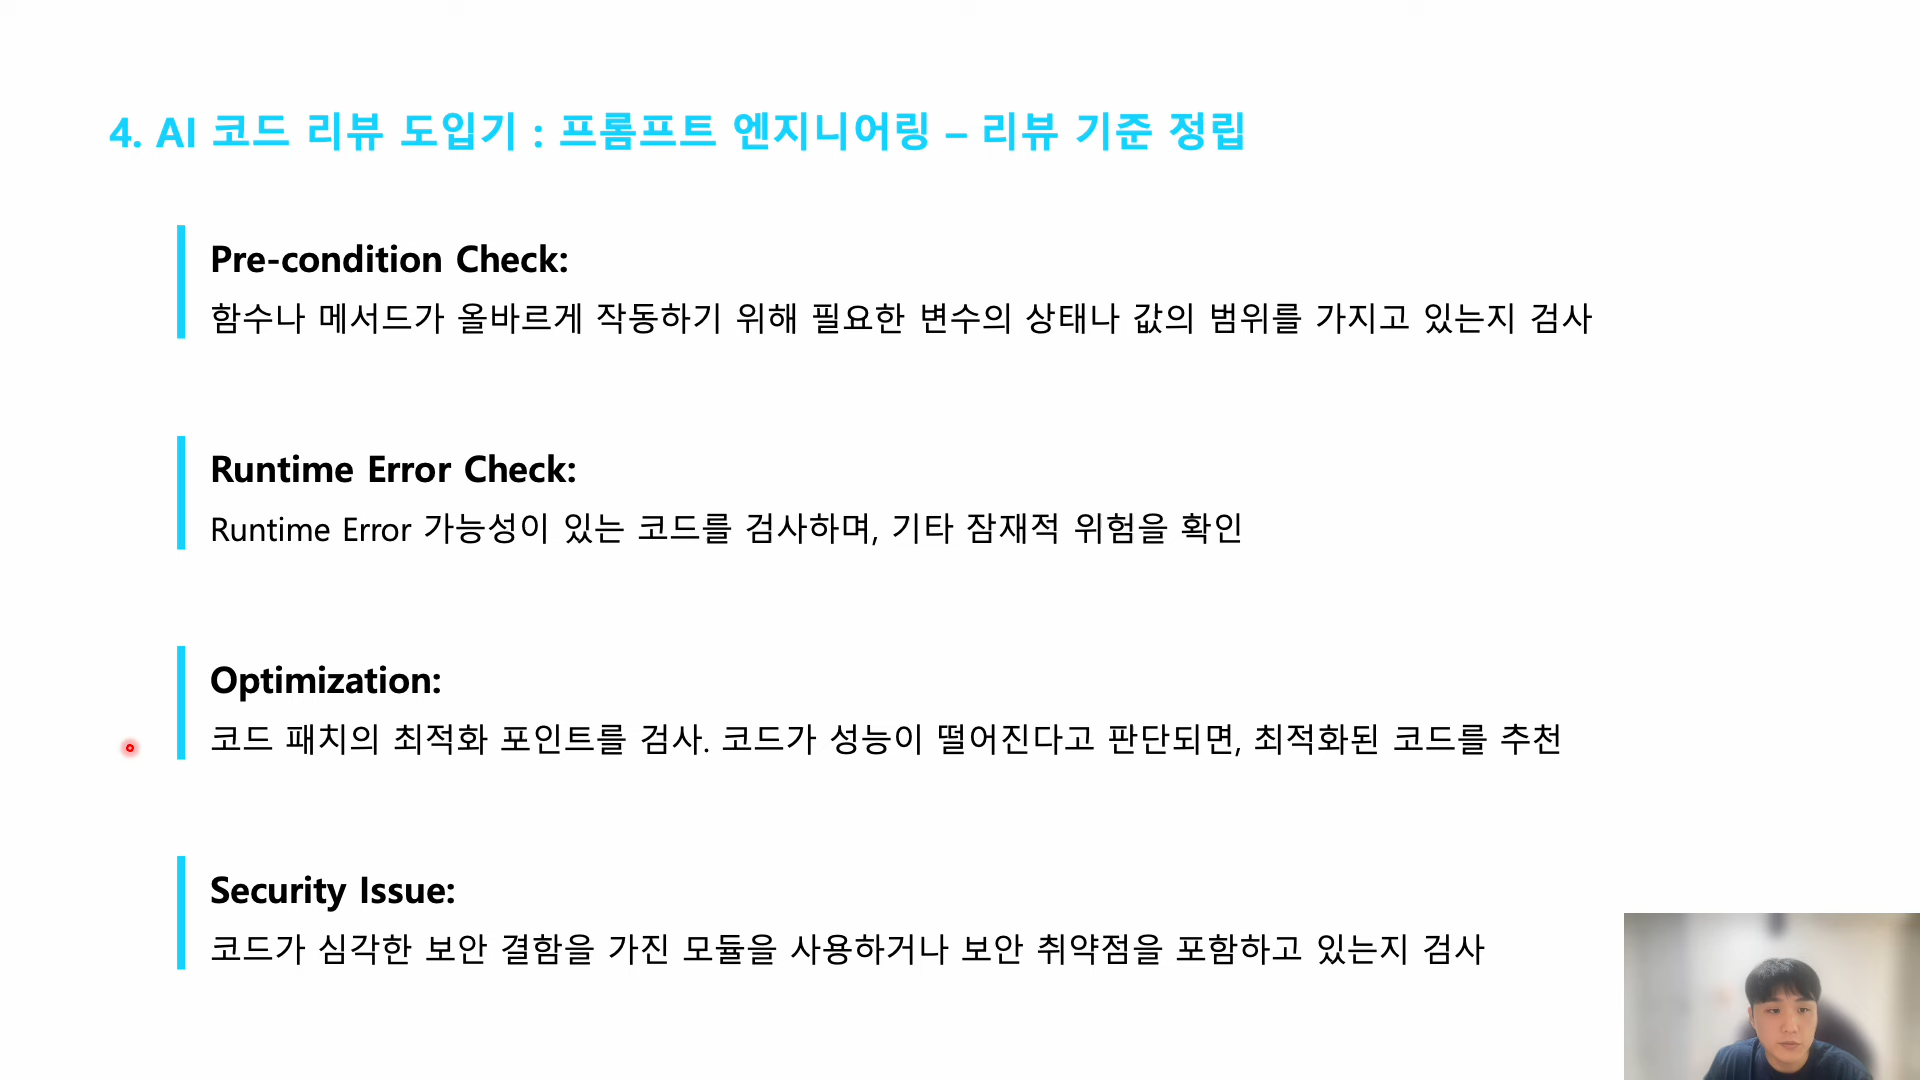 4. AI 코드 리뷰 도입기 : 프롬프트 엔지니어링 – 리뷰 기준 정립
Pre-condition Check:
함수나 메서드가 올바르게 작동하기 위해 필요한 변수의 상태나 값의 범위를 가지고 있는지 검사
Runtime Error Check:
Runtime Error 가능성이 있는 코드를 검사하며, 기타 잠재적 위험을 확인
Optimization:
코드 패치의 최적화 포인트를 검사. 코드가 성능이 떨어진다고 판단되면, 최적화된 코드를 추천
Security Issue:
코드가 심각한 보안 결함을 가진 모듈을 사용하거나 보안 취약점을 포함하고 있는지 검사